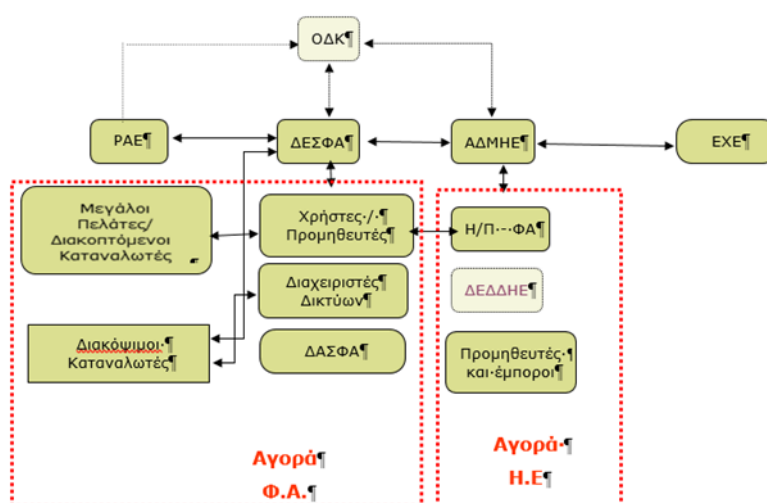 ΟΔΚ¶
ΡΑΕ¶
ΔΕΣΦΑ¶
ΑΔΜΗΕ¶
ΕΧΕ¶
Μεγάλοι
Πελάτες/
Διακοπτόμενοι
Καταναλωτές ¶
Χρήστες·/·¶
Προμηθευτές¶
Η/Π·-·ΦΑ¶
Διαχειριστές¶
Δικτύων¶
ΔΕΔΔΗΕ¶
Διακόψιμοι·¶
Καταναλωτές¶
ΔΑΣΦΑ¶
Προμηθευτές·¶
και·έμποροι¶
Αγορά¶
Φ.Α.¶
Αγορά·¶
Η.Ε¶